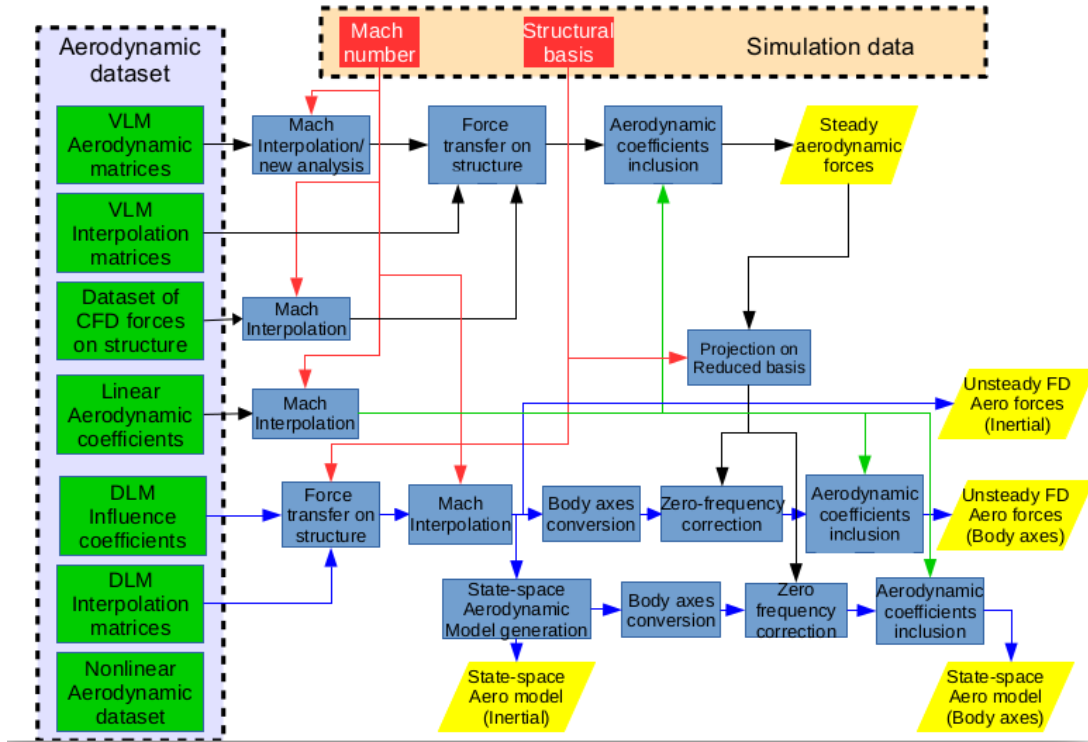 Aerodynamic
dataset
Mach
number
Structural
basis
Simulation data
VLM
Aerodynamic
matrices
Mach
Interpolation/
new analysis
Force
transfer on
structure
Aerodynamic
coefficients
inclusion
Steady
aerodynamic
forces
VLM
Interpolation
matrices
Dataset of
CFD forces
on structure
Mach
Interpolation
Projection on
Reduced basis
Linear
Aerodynamic
coefficients
Mach
Interpolation
Unsteady FD
Aero forces
(Inertial)
DLM
Influence
coefficients
Force
transfer on
structure
Mach
Interpolation
Body axes
conversion
Zero-frequency
correction
Aerodynamic
coefficients
inclusion
Unsteady FD
Aero forces
(Body axes)
DLM
Interpolation
matrices
State-space
Aerodynamic
Model generation
Body axes
conversion
Zero
frequency
correction
Aerodynamic
coefficients
inclusion
Nonlinear
Aerodynamic
dataset
State-space
Aero model
(Inertial)
State-space
Aero model
(Body axes)